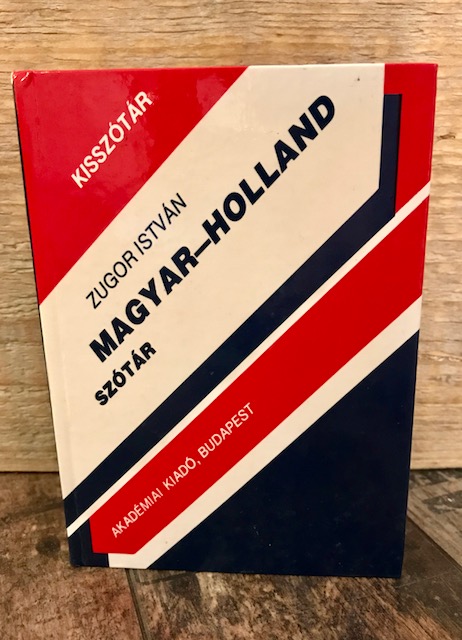 KISSZÓTÁR
ZUGOR ISTVÁN
MAGYAR–HOLLAND
SZÓTÁR
AKADÉMIAI KIADÓ, BUDAPEST